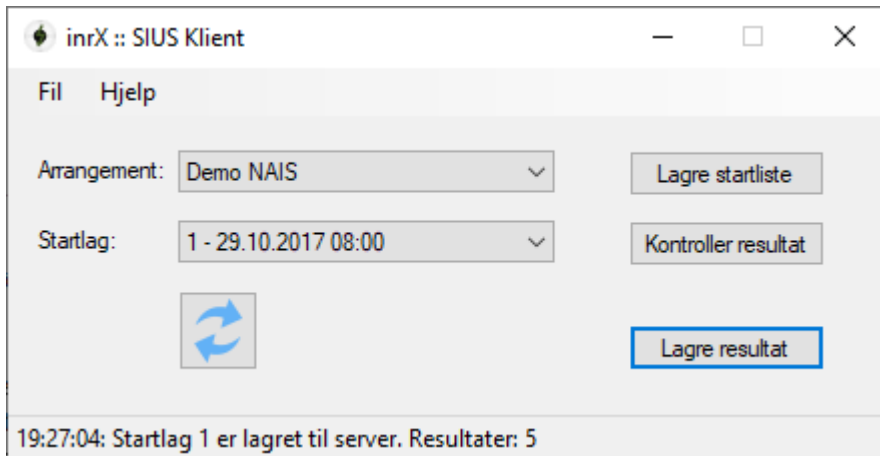 inrX :: SIUS Klient
Fil Hjelp
Arrangement: Demo NAIS Lagre startliste
Startlag: 1 - 29.10.2017 08:00 Kontroller resultat
Lagre resultat
19:27:04: Startlag 1 er lagret til server. Resultater: 5